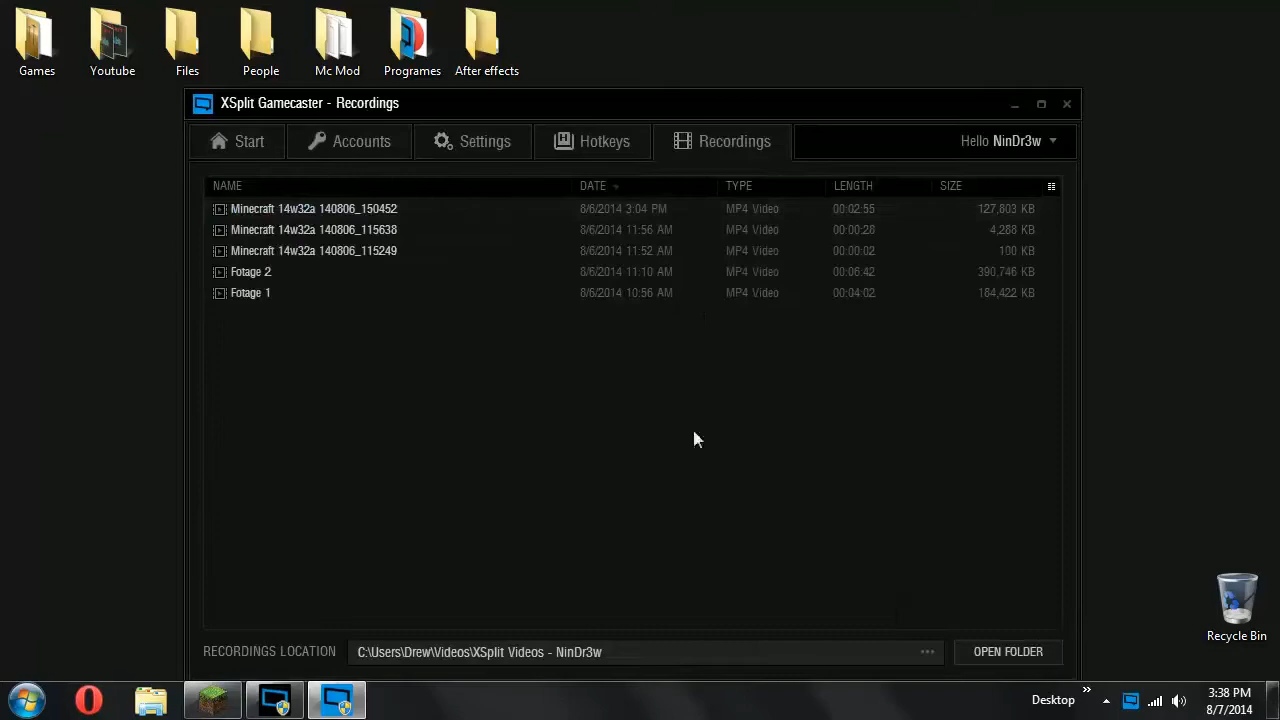 Games Youtube Files People Mc Mod Programes After effects
XSplit Gamecaster - Recordings
Start Accounts Settings Hotkeys Recordings Hello NinDr3w
NAME DATE TYPE LENGTH SIZE
Minecraft 14w32a 140806_150452 8/6/2014 3:04 PM MP4 Video 00:02:55 127,803 KB
Minecraft 14w32a 140806_115638 8/6/2014 11:56 AM MP4 Video 00:00:28 4,288 KB
Minecraft 14w32a 140806_115249 8/6/2014 11:52 AM MP4 Video 00:00:02 100 KB
Fotage 2 8/6/2014 11:10 AM MP4 Video 00:06:42 390,746 KB
Fotage 1 8/6/2014 10:56 AM MP4 Video 00:04:02 184,422 KB
Recycle Bin
RECORDINGS LOCATION C:\Users\Drew\Videos\XSplit Videos - NinDr3w ... OPEN FOLDER
Desktop » 3:38 PM
8/7/2014